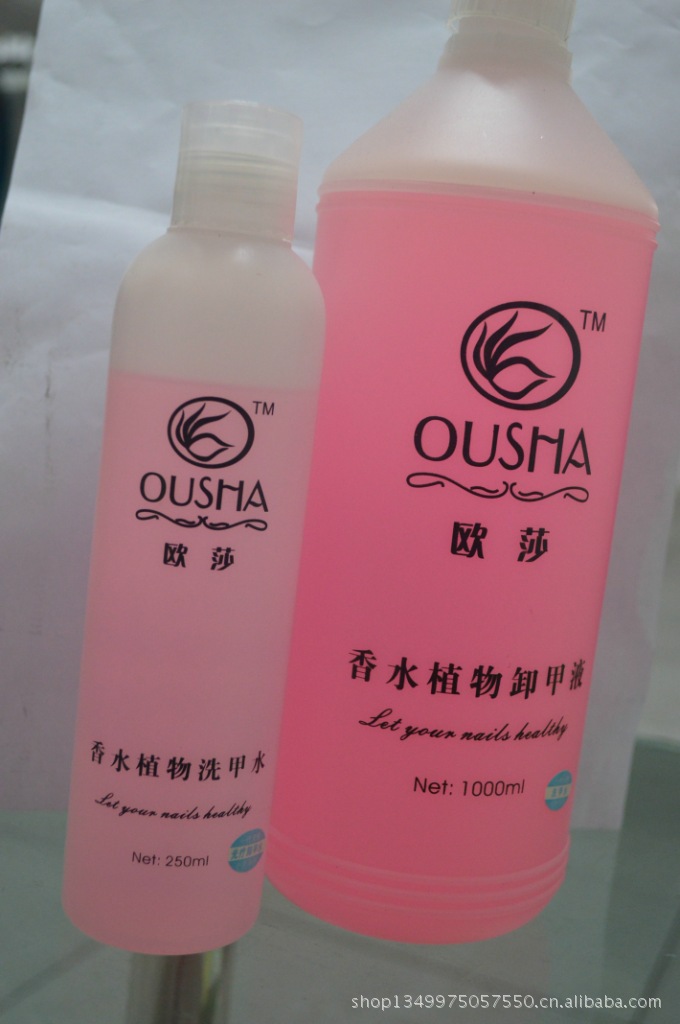 TM
OUSHA
欧莎
香水植物洗甲水
Let your nails healthy
Net: 250ml
TM
OUSHA
欧莎
香水植物卸甲液
Let your nails healthy
Net: 1000ml
shop1349975057550.cn.alibaba.com